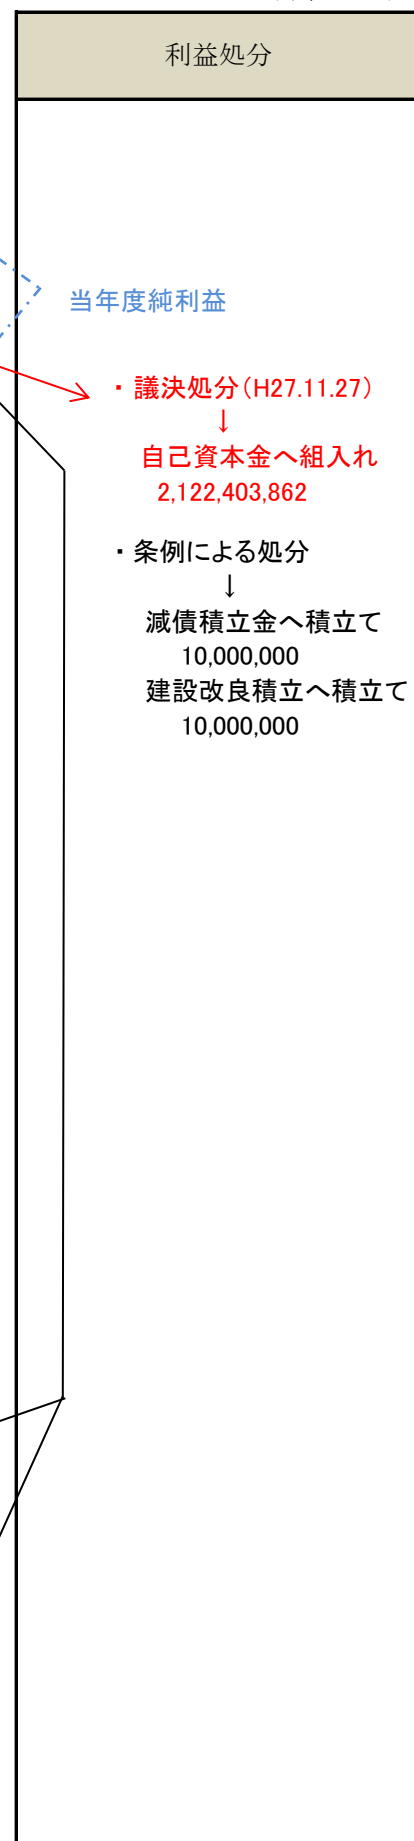 利益処分
当年度純利益
・議決処分(H27.11.27)
↓
自己資本金へ組入れ
2,122,403,862
・条例による処分
↓
減債積立金へ積立て
10,000,000
建設改良積立へ積立て
10,000,000